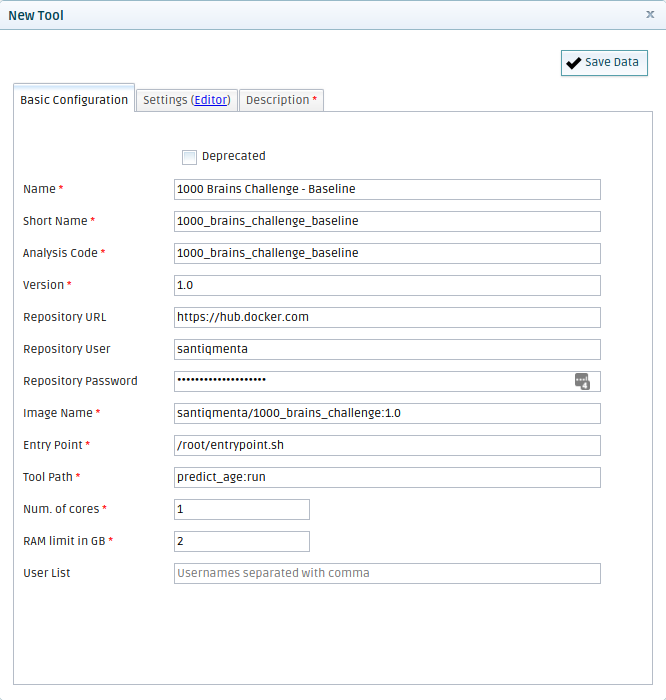 New Tool x
Save Data
Basic Configuration Settings (Editor) Description *
Deprecated
Name * 1000 Brains Challenge - Baseline
Short Name * 1000_brains_challenge_baseline
Analysis Code * 1000_brains_challenge_baseline
Version * 1.0
Repository URL https://hub.docker.com
Repository User santiqmenta
Repository Password ••••••••••••••••••••
Image Name * santiqmenta/1000_brains_challenge:1.0
Entry Point * /root/entrypoint.sh
Tool Path * predict_age:run
Num. of cores * 1
RAM limit in GB * 2
User List Usernames separated with comma